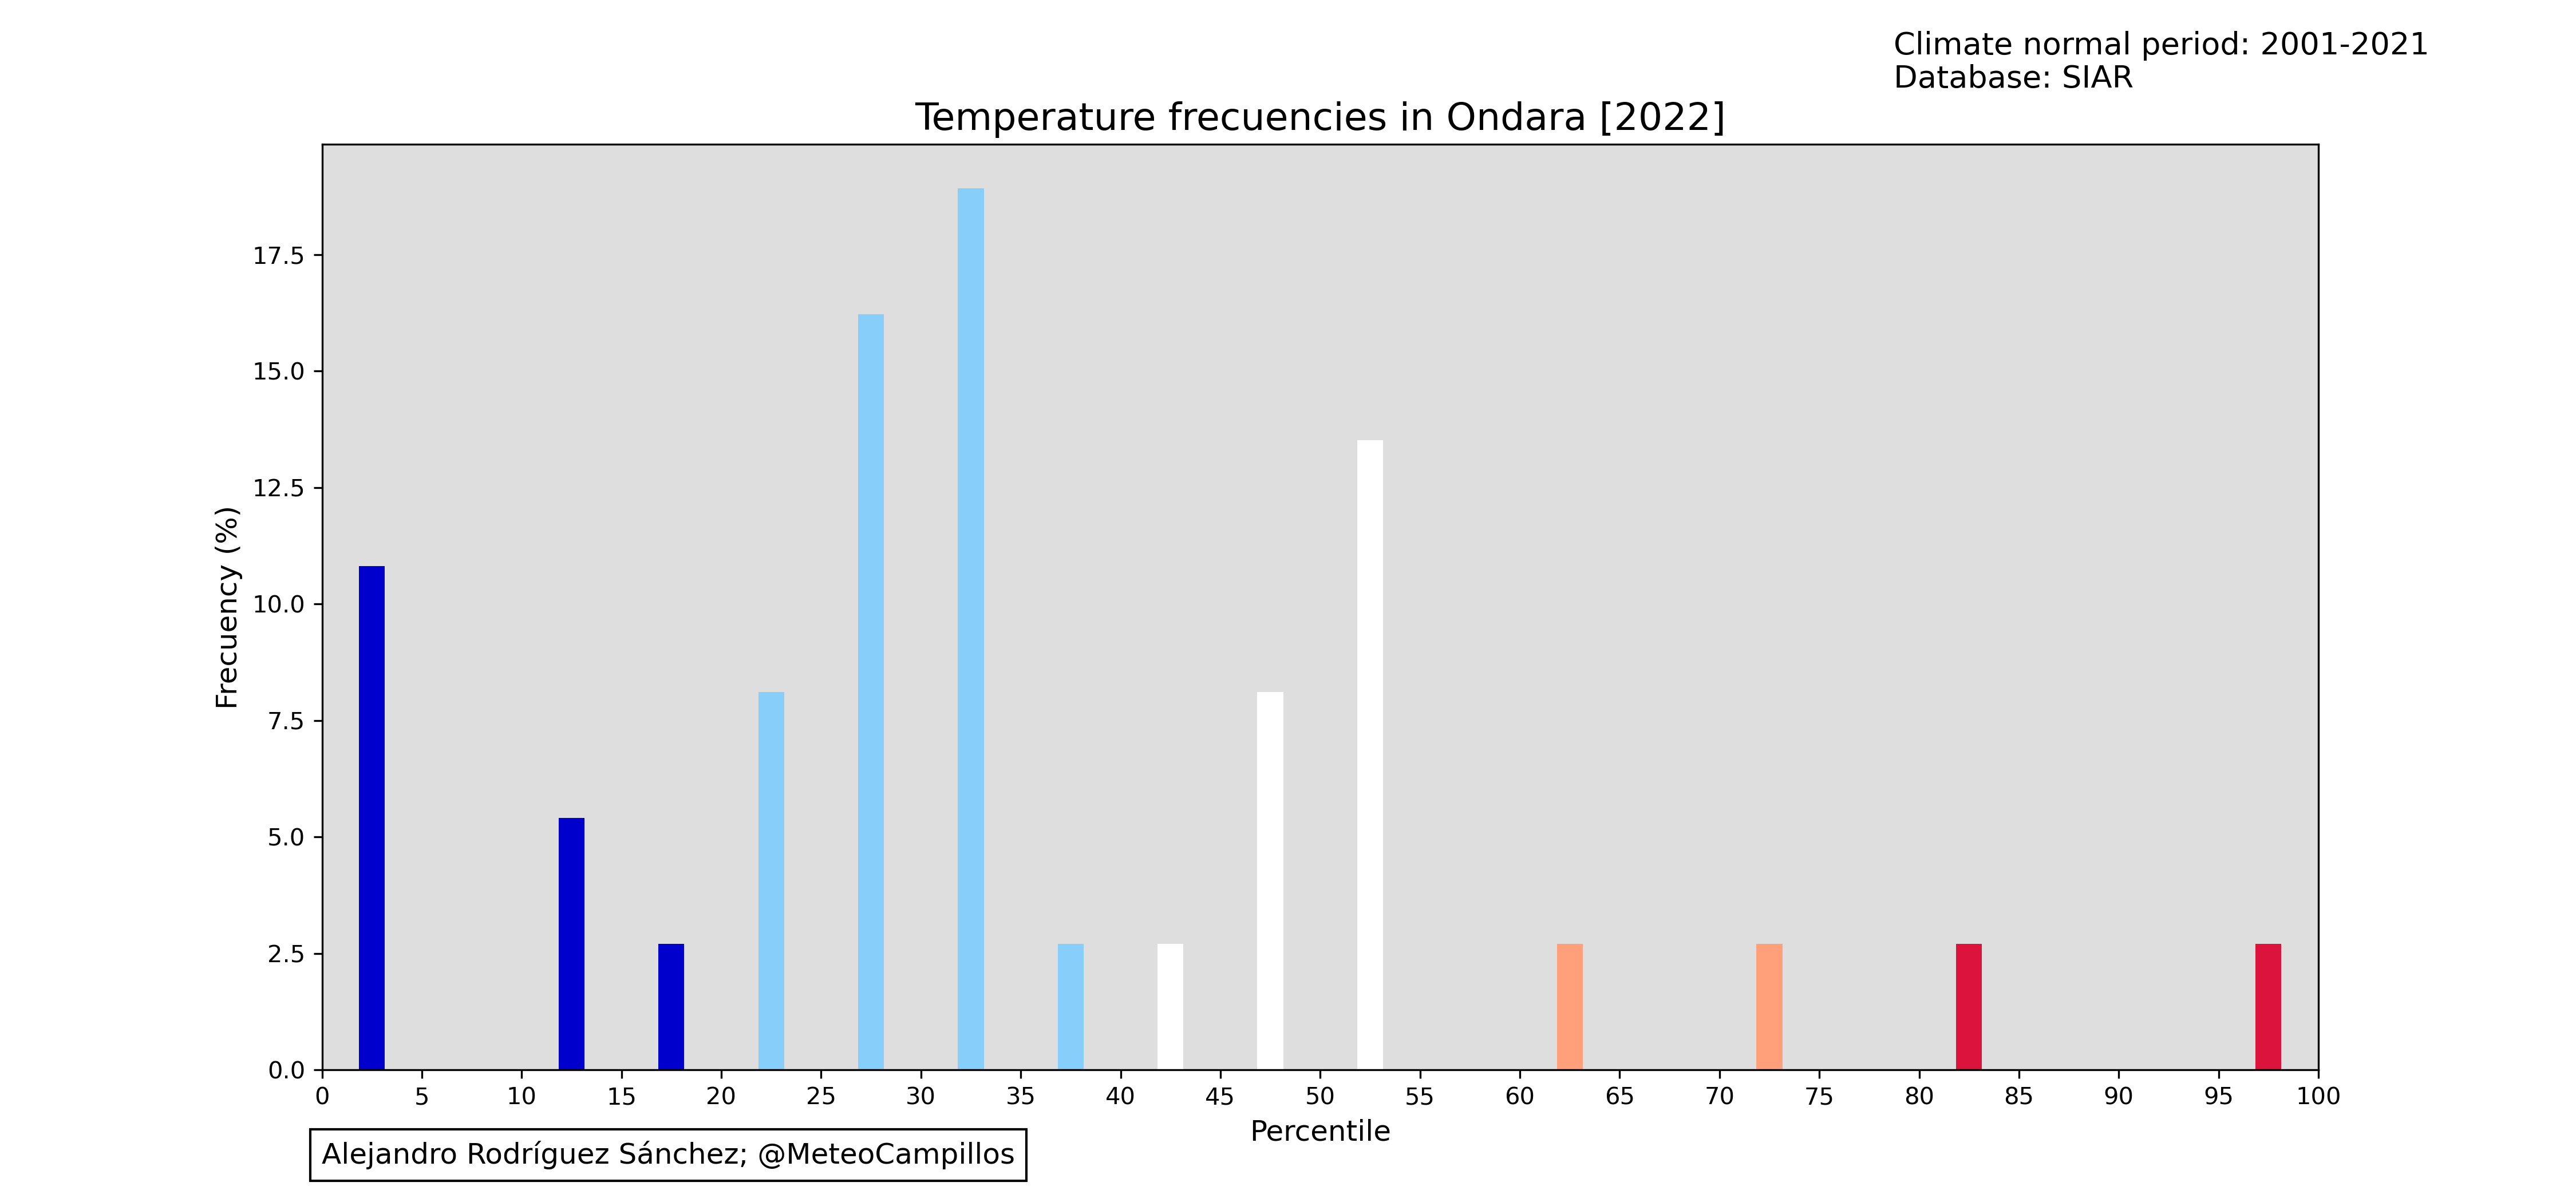 Climate normal period: 2001-2021
Database: SIAR
Temperature frecuencies in Ondara [2022]
Frecuency (%)
17.5
15.0
12.5
10.0
7.5
5.0
2.5
0.0
0 5 10 15 20 25 30 35 40 45 50 55 60 65 70 75 80 85 90 95 100
Percentile
Alejandro Rodríguez Sánchez; @MeteoCampillos